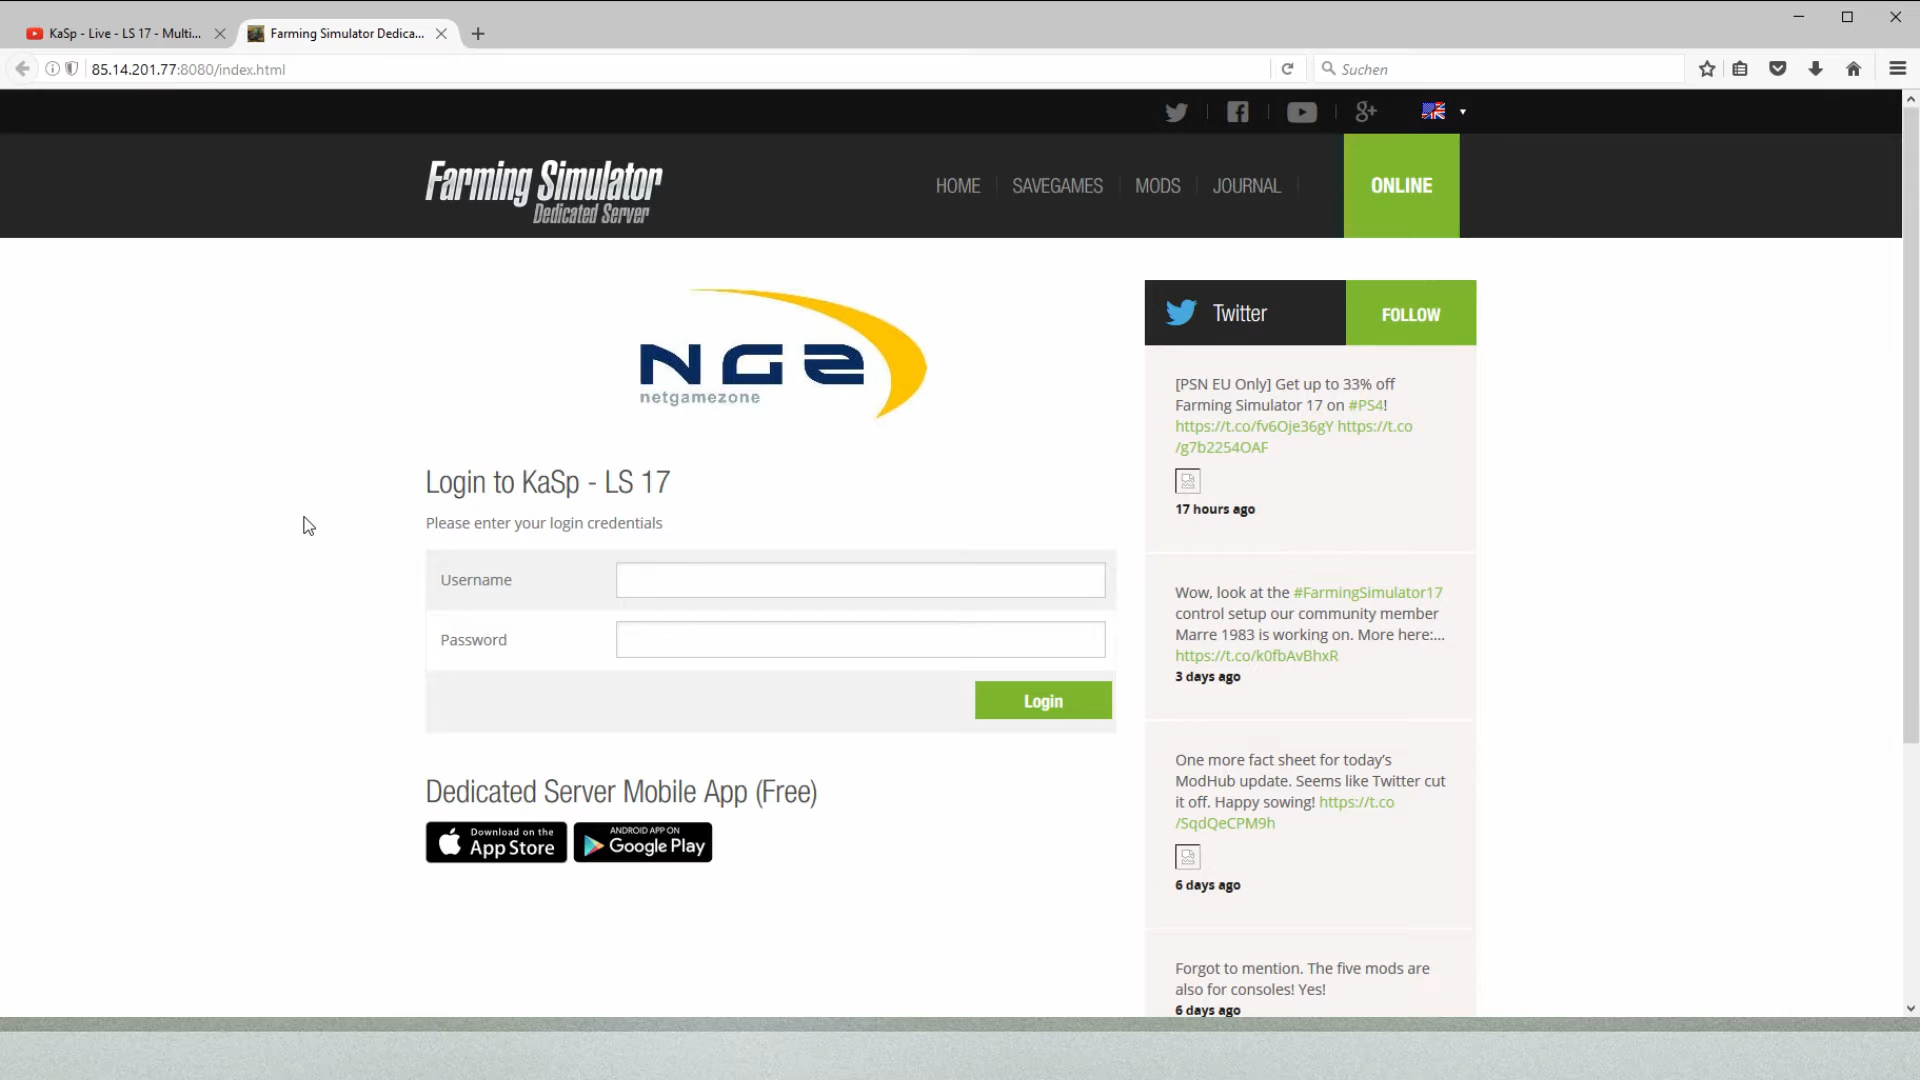 KaSp - Live - LS 17 - Multi...
Farming Simulator Dedica...
85.14.201.77:8080/index.html
Suchen
Farming Simulator
Dedicated Server
HOME
SAVEGAMES
MODS
JOURNAL
ONLINE
NGZ
netgamezone
Login to KaSp - LS 17
Please enter your login credentials
Username
Password
Login
Dedicated Server Mobile App (Free)
Download on the
App Store
ANDROID APP ON
Google Play
Twitter
FOLLOW
[PSN EU Only] Get up to 33% off
Farming Simulator 17 on #PS4!
https://t.co/fv6Oje36gY https://t.co
/g7b2254OAF
17 hours ago
Wow, look at the #FarmingSimulator17
control setup our community member
Marre 1983 is working on. More here:...
https://t.co/k0fbAvBhxR
3 days ago
One more fact sheet for today's
ModHub update. Seems like Twitter cut
it off. Happy sowing! https://t.co
/SqdQeCPM9h
6 days ago
Forgot to mention. The five mods are
also for consoles! Yes!
6 days ago